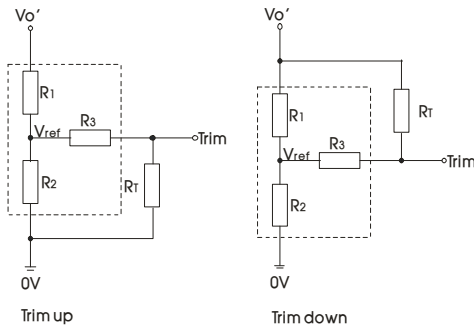 Vo'
R1
R3
Vref
Trim
R2
RT
0V
Trim up
Vo'
R1
RT
Vref
R3
Trim
R2
0V
Trim down